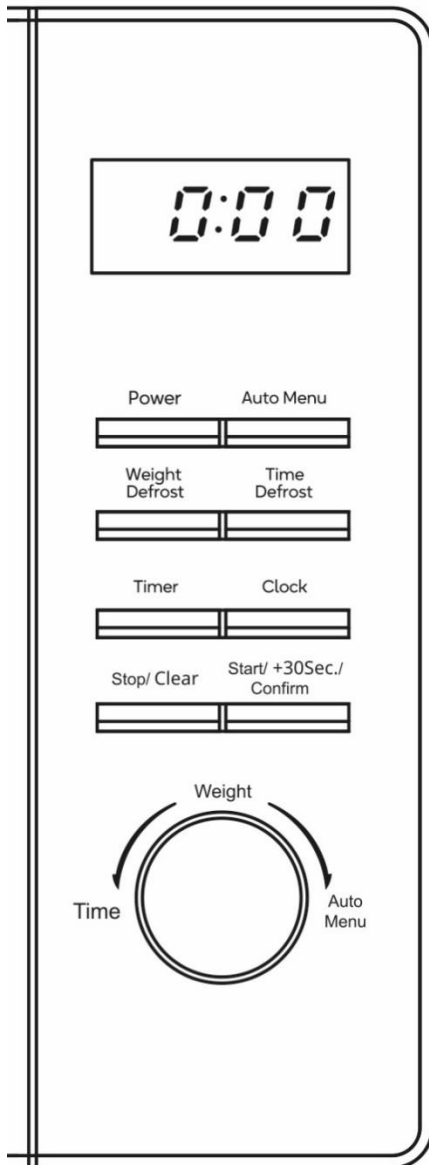 0:00
Power
Auto Menu
Weight
Defrost
Time
Defrost
Timer
Clock
Stop/ Clear
Start/ +30Sec./
Confirm
Weight
Time
Auto
Menu